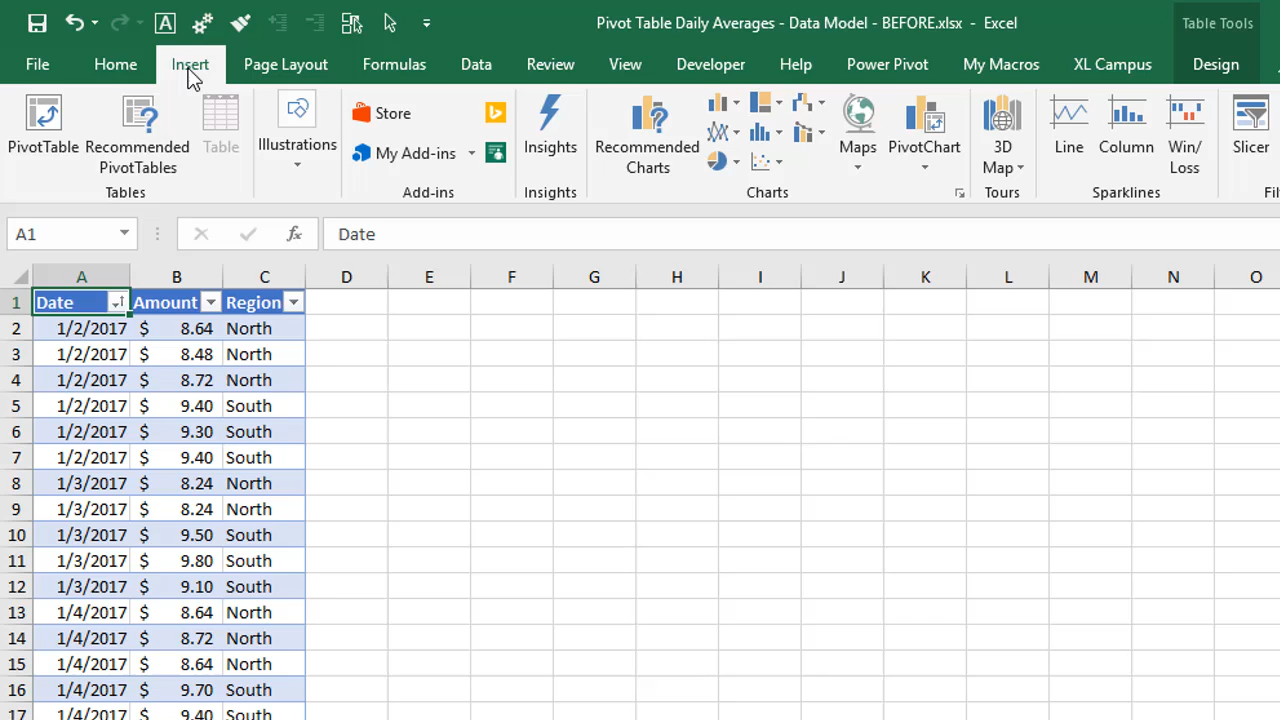 A Pivot Table Daily Averages - Data Model - BEFORE.xlsx - Excel Table Tools
File Home Insert Page Layout Formulas Data Review View Developer Help Power Pivot My Macros XL Campus Design
PivotTable Recommended PivotTables Table
Tables
Illustrations
Store
My Add-ins
Add-ins
Insights
Insights
Recommended Charts
Maps PivotChart
Charts
3D Map
Tours
Line Column Win/Loss
Sparklines
Slicer
A1 fx Date
A B C D E F G H I J K L M N O
1 Date Amount Region
2 1/2/2017 $ 8.64 North
3 1/2/2017 $ 8.48 North
4 1/2/2017 $ 8.72 North
5 1/2/2017 $ 9.40 South
6 1/2/2017 $ 9.30 South
7 1/2/2017 $ 9.40 South
8 1/3/2017 $ 8.24 North
9 1/3/2017 $ 8.24 North
10 1/3/2017 $ 9.50 South
11 1/3/2017 $ 9.80 South
12 1/3/2017 $ 9.10 South
13 1/4/2017 $ 8.64 North
14 1/4/2017 $ 8.72 North
15 1/4/2017 $ 8.64 North
16 1/4/2017 $ 9.70 South
17 1/4/2017 $ 9.40 South